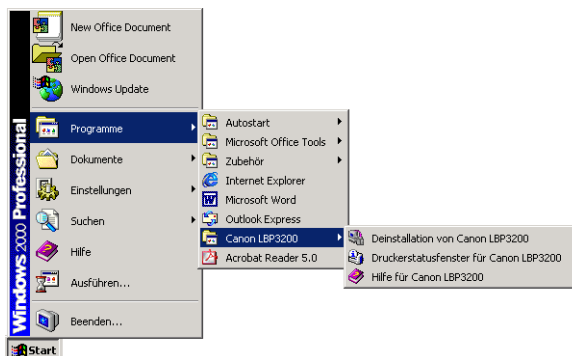 New Office Document
Open Office Document
Windows Update
Programme
Dokumente
Einstellungen
Suchen
Hilfe
Ausführen...
Beenden...
Windows 2000 Professional
Start
Autostart
Microsoft Office Tools
Zubehör
Internet Explorer
Microsoft Word
Outlook Express
Canon LBP3200
Acrobat Reader 5.0
Deinstallation von Canon LBP3200
Druckerstatusfenster für Canon LBP3200
Hilfe für Canon LBP3200